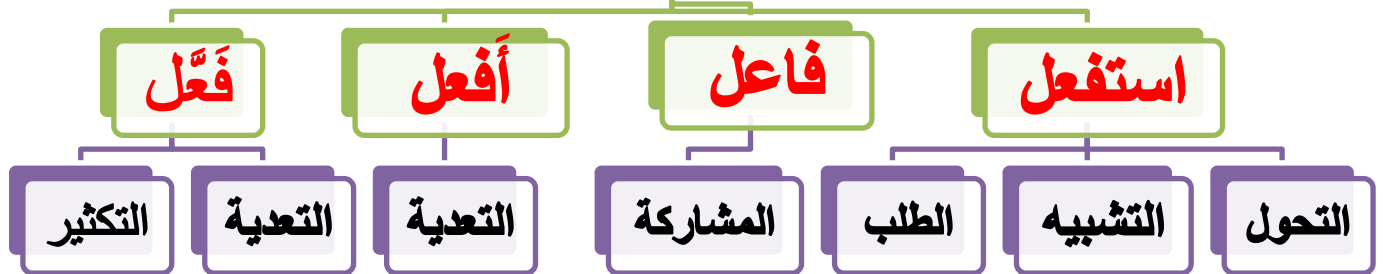 استفعل
فاعل
أَفعل
فَعَّل
التحول
التشبيه
الطلب
المشاركة
التعدية
التعدية
التكثير